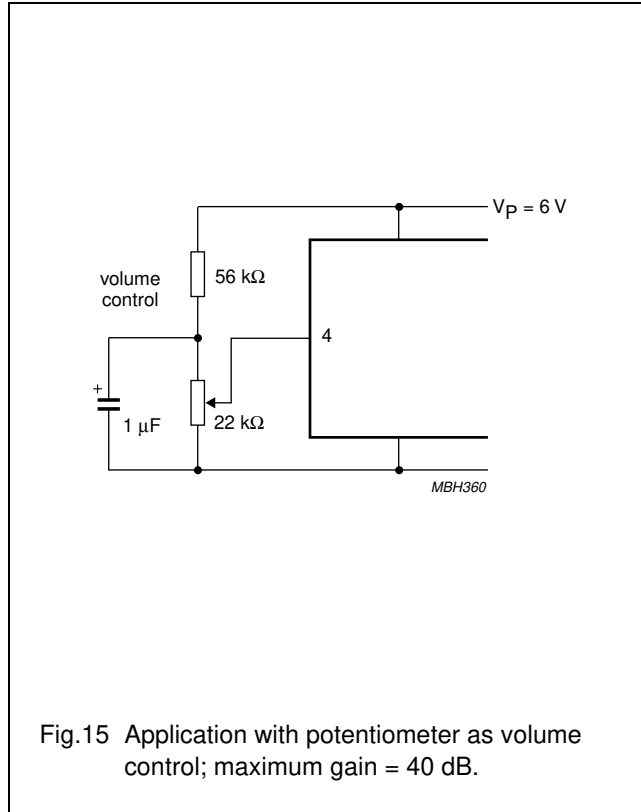 V_P = 6 V
volume
control
56 kΩ
4
+
1 μF
22 kΩ
MBH360
Fig.15 Application with potentiometer as volume
control; maximum gain = 40 dB.